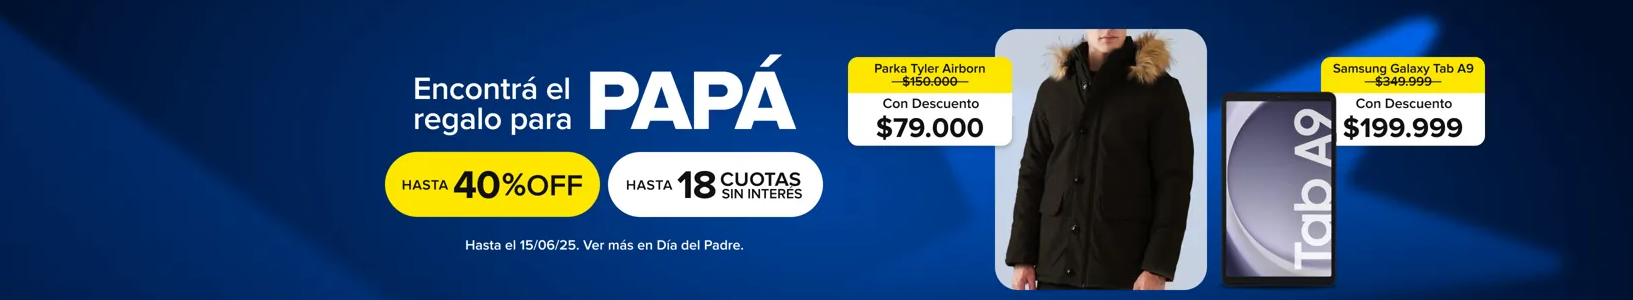 Encontrá el
regalo para
PAPÁ
HASTA 40%OFF
HASTA 18 CUOTAS
SIN INTERÉS
Hasta el 15/06/25. Ver más en Día del Padre.
Parka Tyler Airborn
$150.000
Con Descuento
$79.000
Samsung Galaxy Tab A9
$349.999
Con Descuento
$199.999
Tab A9